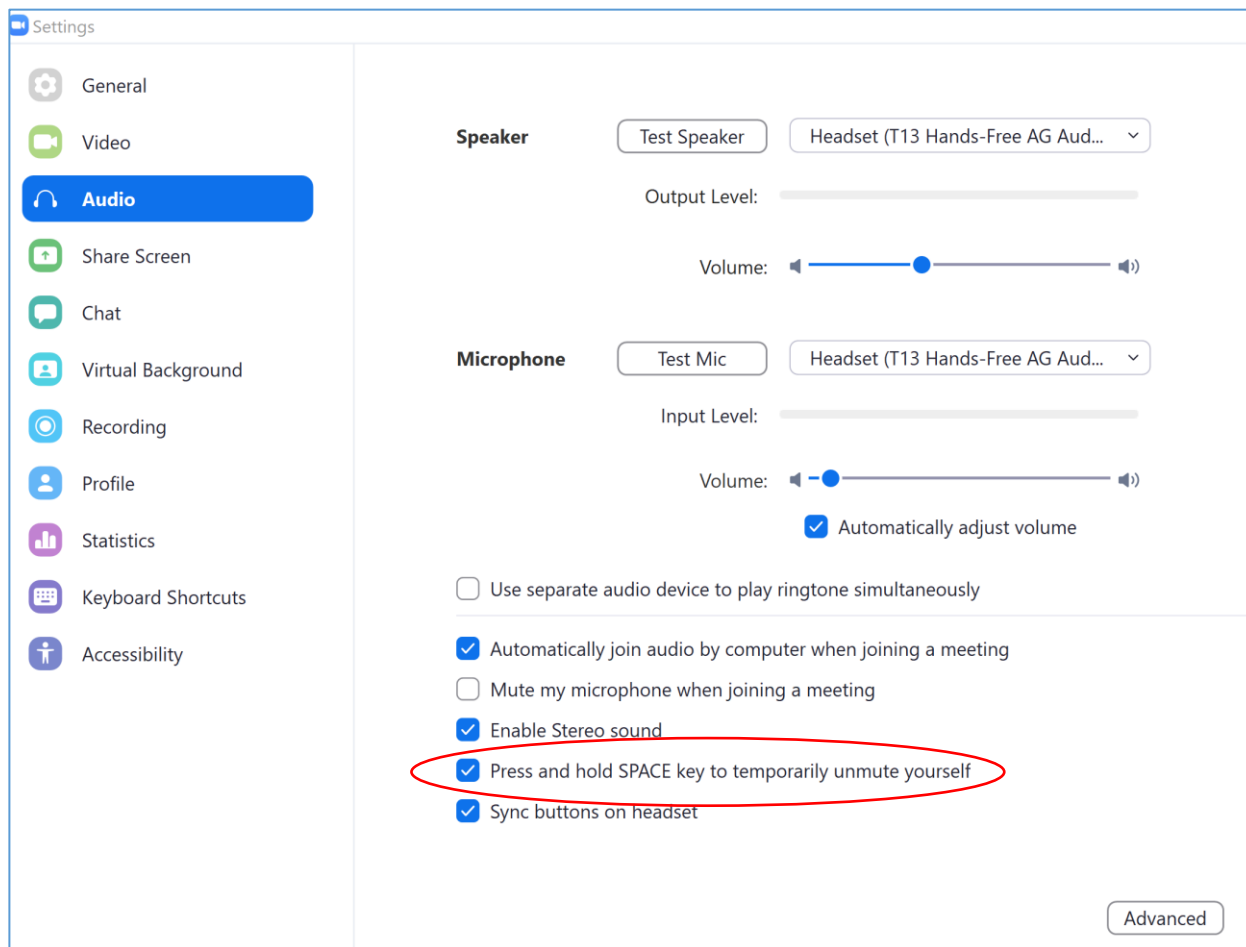 Settings
General
Video
Audio
Share Screen
Chat
Virtual Background
Recording
Profile
Statistics
Keyboard Shortcuts
Accessibility
Speaker Test Speaker Headset (T13 Hands-Free AG Aud...
Output Level:
Volume:
Microphone Test Mic Headset (T13 Hands-Free AG Aud...
Input Level:
Volume:
Automatically adjust volume
Use separate audio device to play ringtone simultaneously
Automatically join audio by computer when joining a meeting
Mute my microphone when joining a meeting
Enable Stereo sound
Press and hold SPACE key to temporarily unmute yourself
Sync buttons on headset
Advanced